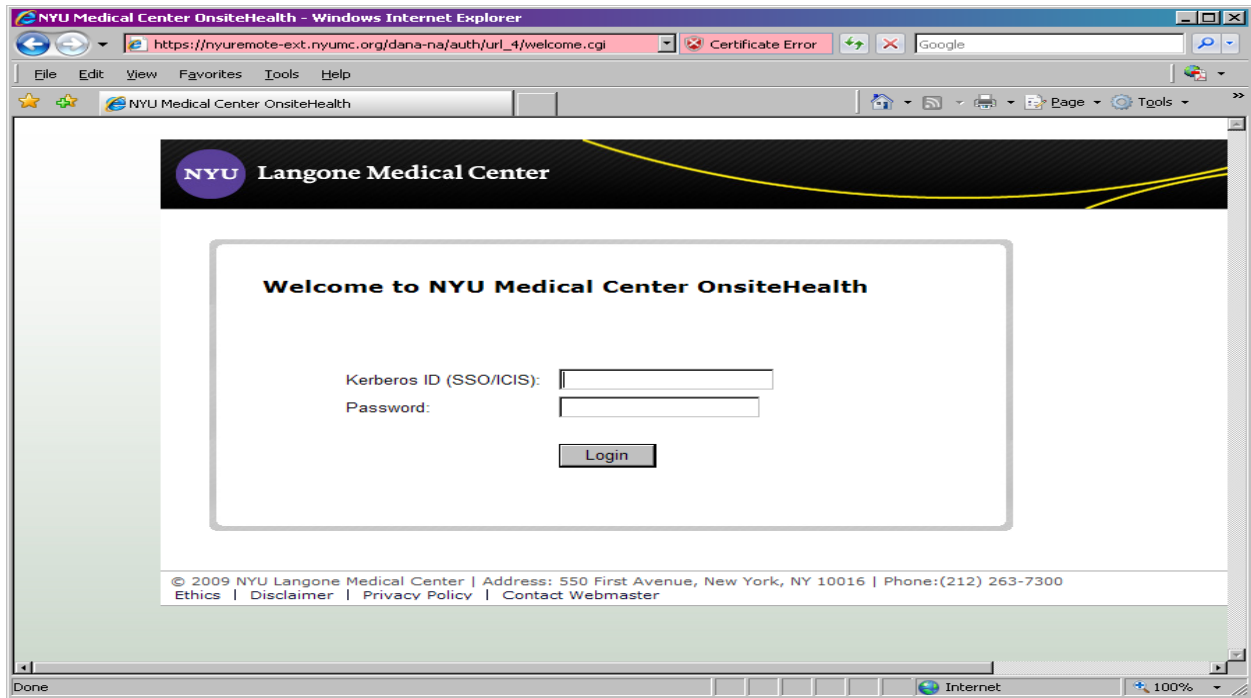 NYU Medical Center OnsiteHealth - Windows Internet Explorer
https://nyuremote-ext.nyumc.org/dana-na/auth/url_4/welcome.cgi Certificate Error Google
File Edit View Favorites Tools Help
NYU Medical Center OnsiteHealth Page Tools »
NYU Langone Medical Center
Welcome to NYU Medical Center OnsiteHealth
Kerberos ID (SSO/ICIS):
Password:
Login
© 2009 NYU Langone Medical Center | Address: 550 First Avenue, New York, NY 10016 | Phone:(212) 263-7300
Ethics | Disclaimer | Privacy Policy | Contact Webmaster
Done Internet 100%